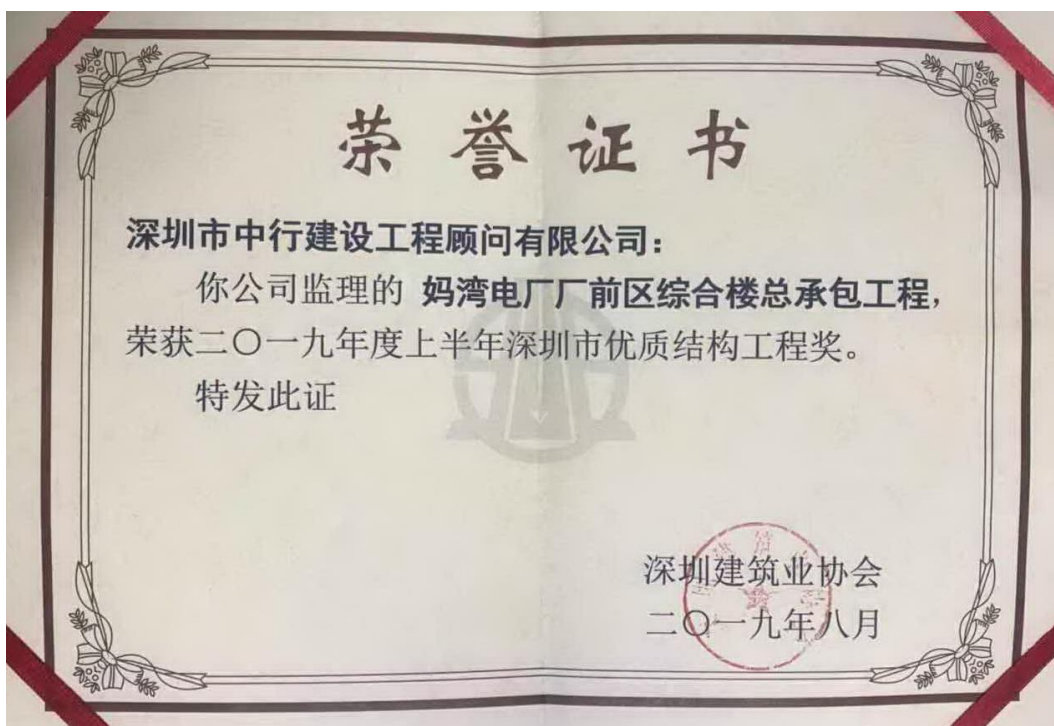 荣誉证书
深圳市中行建设工程顾问有限公司：
你公司监理的 妈湾电厂厂前区综合楼总承包工程，
荣获二〇一九年度上半年深圳市优质结构工程奖。
特发此证
深圳建筑业协会
二〇一九年八月